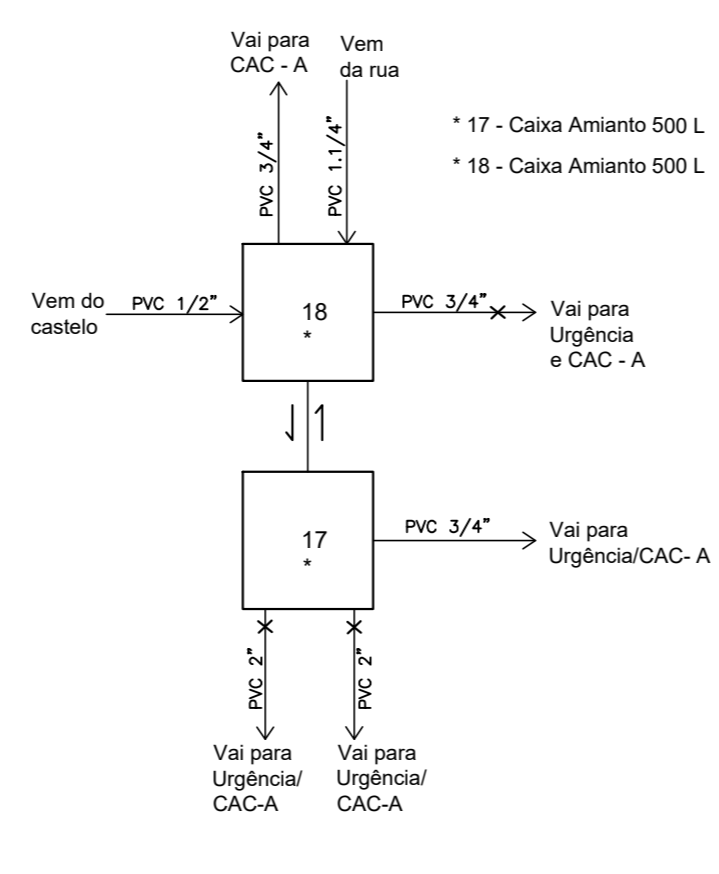 Vai para
CAC - A
Vem
da rua
* 17 - Caixa Amianto 500 L
* 18 - Caixa Amianto 500 L
PVC 3/4”
PVC 1.1/4”
Vem do
castelo
PVC 1/2”
18
*
PVC 3/4”
Vai para
Urgência
e CAC - A
17
*
PVC 3/4”
Vai para
Urgência/CAC- A
PVC 2”
PVC 2”
Vai para
Urgência/
CAC-A
Vai para
Urgência/
CAC-A